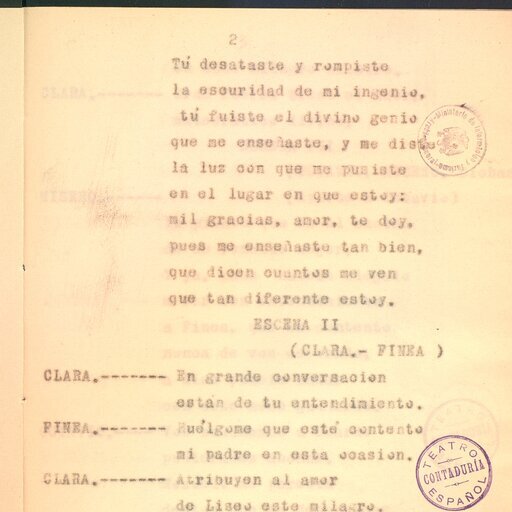 2
Tú desataste y rompiste
la escuridad de mi ingenio,
tú fuiste el divino genio
que me enseñaste, y me diste
la luz con que me pusiste
en el lugar en que estoy:
mil gracias, amor, te doy,
pues me enseñaste tan bien,
que dicen cuantos me ven
que tan diferente estoy.
ESCENA II
(CLARA.- FINEA )
CLARA.------- En grande conversacion
están de tu entendimiento.
FINEA.------- Huélgome que esté contento
mi padre en esta ocasion.
CLARA.------- Atribuyen al amor
de Liseo este milagro.
TEATRO
CONTADURÍA
ESPAÑOL